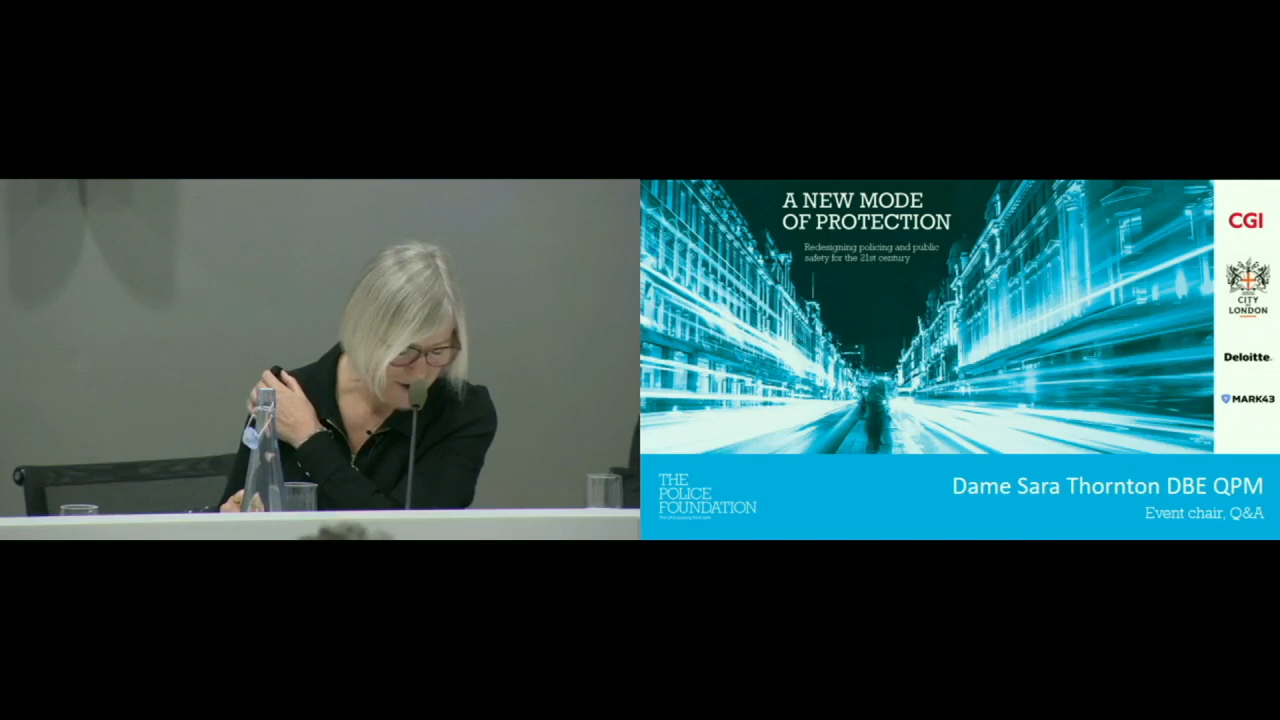 A NEW MODE
OF PROTECTION
Redesigning policing and public
safety for the 21st century
CGI
CITY
LONDON
Deloitte.
MARK43
THE
POLICE
FOUNDATION
Dame Sara Thornton DBE QPM
Event chair, Q&A